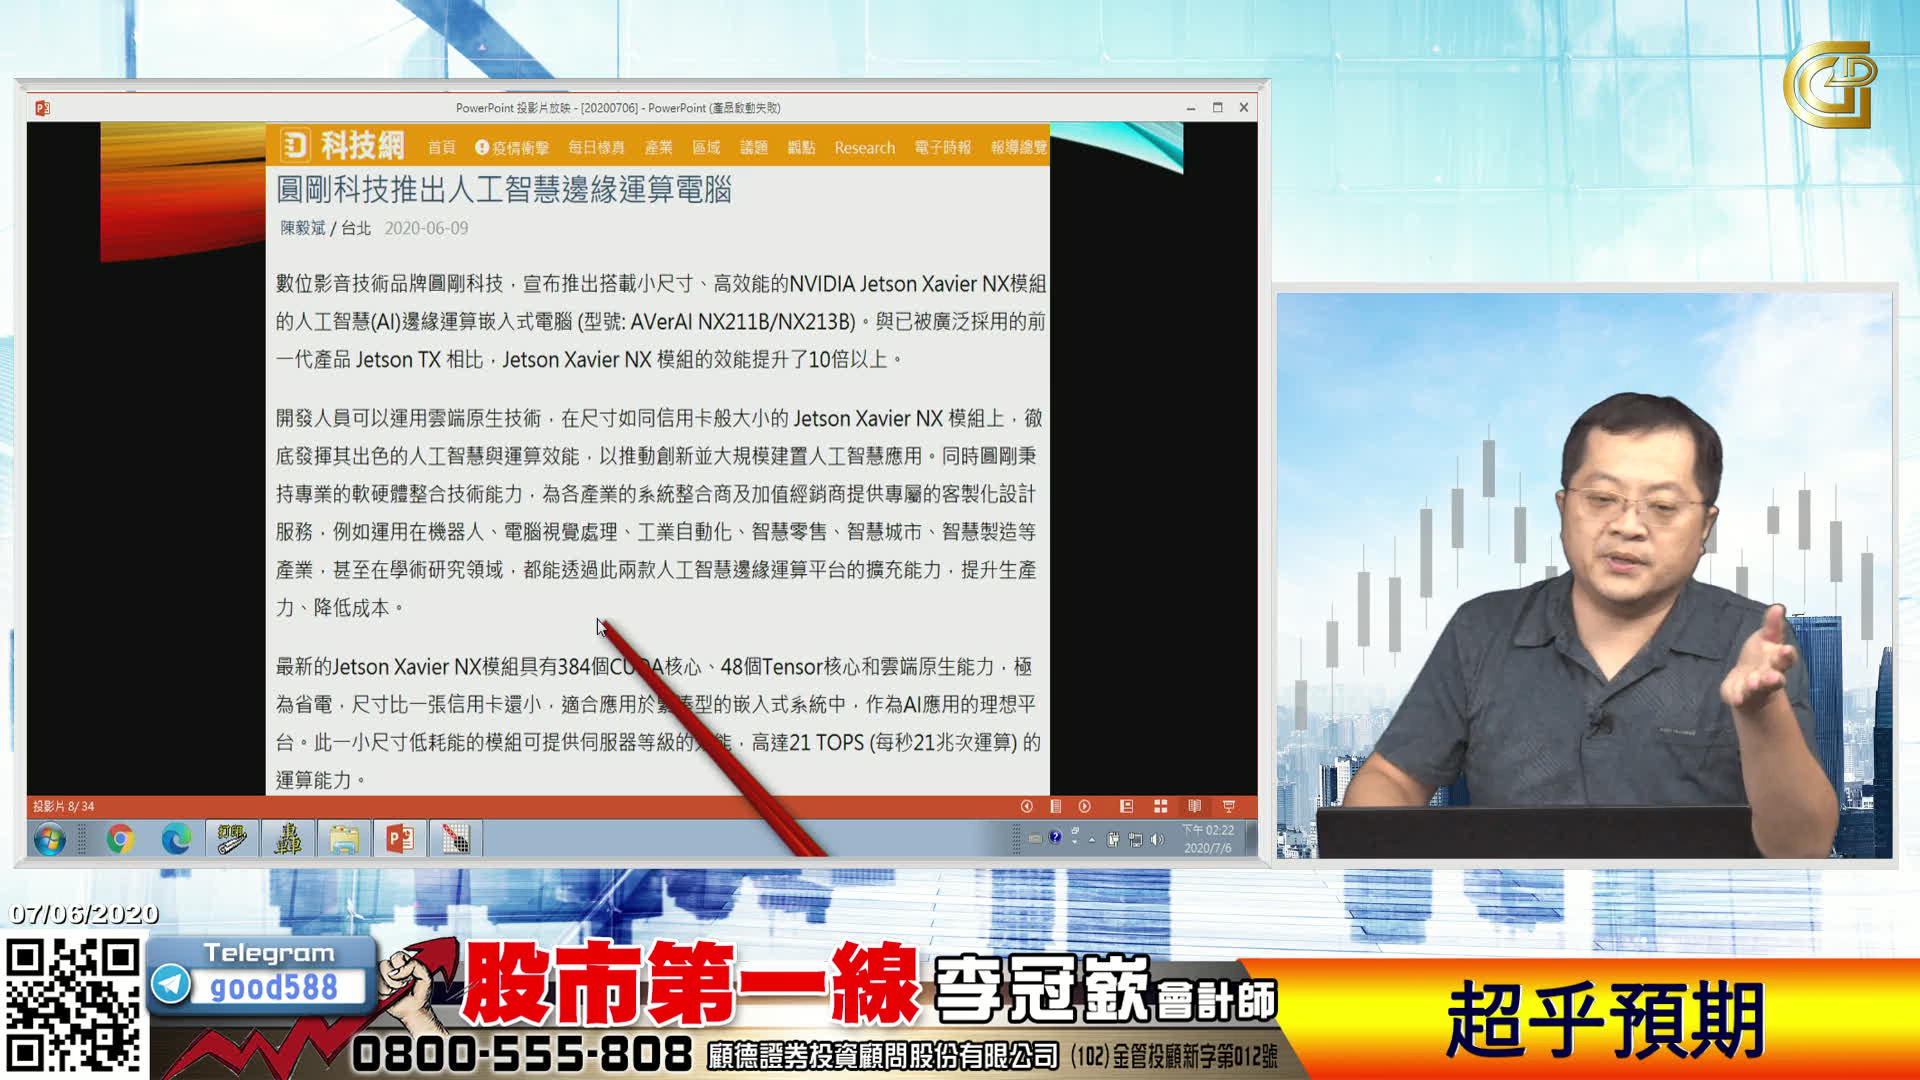 PowerPoint 投影片放映 - [20200706] - PowerPoint (產品啟動失敗)
科技網 首頁 疫情衝擊 每日椽真 產業 區域 議題 觀點 Research 電子時報 報導總覽
圓剛科技推出人工智慧邊緣運算電腦
陳毅斌 / 台北 2020-06-09
數位影音技術品牌圓剛科技，宣布推出搭載小尺寸、高效能的NVIDIA Jetson Xavier NX模組
的人工智慧(AI)邊緣運算嵌入式電腦 (型號: AVerAI NX211B/NX213B)。與已被廣泛採用的前
一代產品 Jetson TX 相比，Jetson Xavier NX 模組的效能提升了10倍以上。
開發人員可以運用雲端原生技術，在尺寸如同信用卡般大小的 Jetson Xavier NX 模組上，徹
底發揮其出色的人工智慧與運算效能，以推動創新並大規模建置人工智慧應用。同時圓剛秉
持專業的軟硬體整合技術能力，為各產業的系統整合商及加值經銷商提供專屬的客製化設計
服務，例如運用在機器人、電腦視覺處理、工業自動化、智慧零售、智慧城市、智慧製造等
產業，甚至在學術研究領域，都能透過此兩款人工智慧邊緣運算平台的擴充能力，提升生產
力、降低成本。
最新的Jetson Xavier NX模組具有384個CUDA核心、48個Tensor核心和雲端原生能力，極
為省電，尺寸比一張信用卡還小，適合應用於緊湊型的嵌入式系統中，作為AI應用的理想平
台。此一小尺寸低耗能的模組可提供伺服器等級的效能，高達21 TOPS (每秒21兆次運算) 的
運算能力。
投影片 8/ 34
下午 02:22
2020/7/6
07/06/2020
Telegram
good588
股市第一線 李冠嶔會計師
0800-555-808 顧德證券投資顧問股份有限公司 (102)金管投顧新字第012號
超乎預期